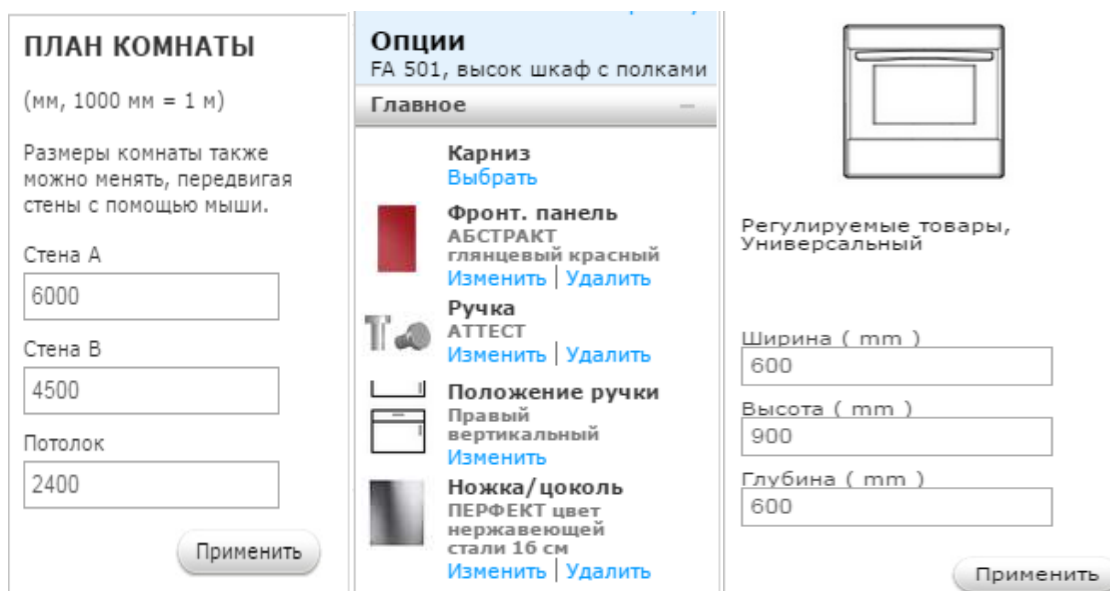 ПЛАН КОМНАТЫ
(мм, 1000 мм = 1 м)
Размеры комнаты также
можно менять, передвигая
стены с помощью мыши.
Стена A
6000
Стена B
4500
Потолок
2400
Применить
Опции
FA 501, высок шкаф с полками
Главное
Карниз
Выбрать
Фронт. панель
АБСТРАКТ
глянцевый красный
Изменить | Удалить
Ручка
АТТЕСТ
Изменить | Удалить
Положение ручки
Правый
вертикальный
Изменить
Ножка/цоколь
ПЕРФЕКТ цвет
нержавеющей
стали 16 см
Изменить | Удалить
Регулируемые товары,
Универсальный
Ширина ( mm )
600
Высота ( mm )
900
Глубина ( mm )
600
Применить